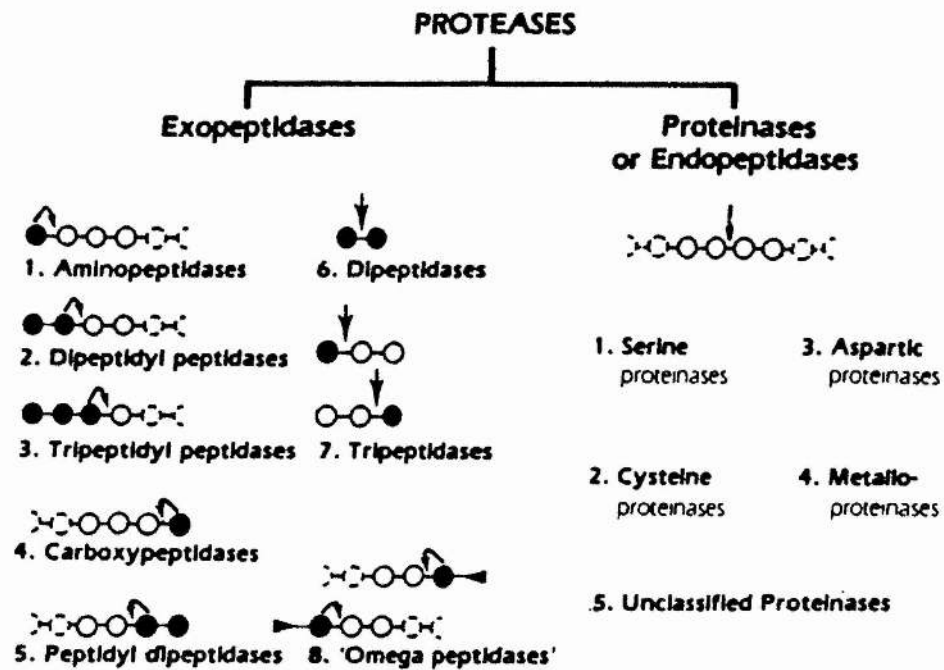 PROTEASES
Exopeptidases
Proteinases
or Endopeptidases
1. Aminopeptidases
6. Dipeptidases
2. Dipeptidyl peptidases
3. Tripeptidyl peptidases
7. Tripeptidases
4. Carboxypeptidases
5. Peptidyl dipeptidases
8. 'Omega peptidases'
1. Serine
proteinases
3. Aspartic
proteinases
2. Cysteine
proteinases
4. Metallo-
proteinases
5. Unclassified Proteinases